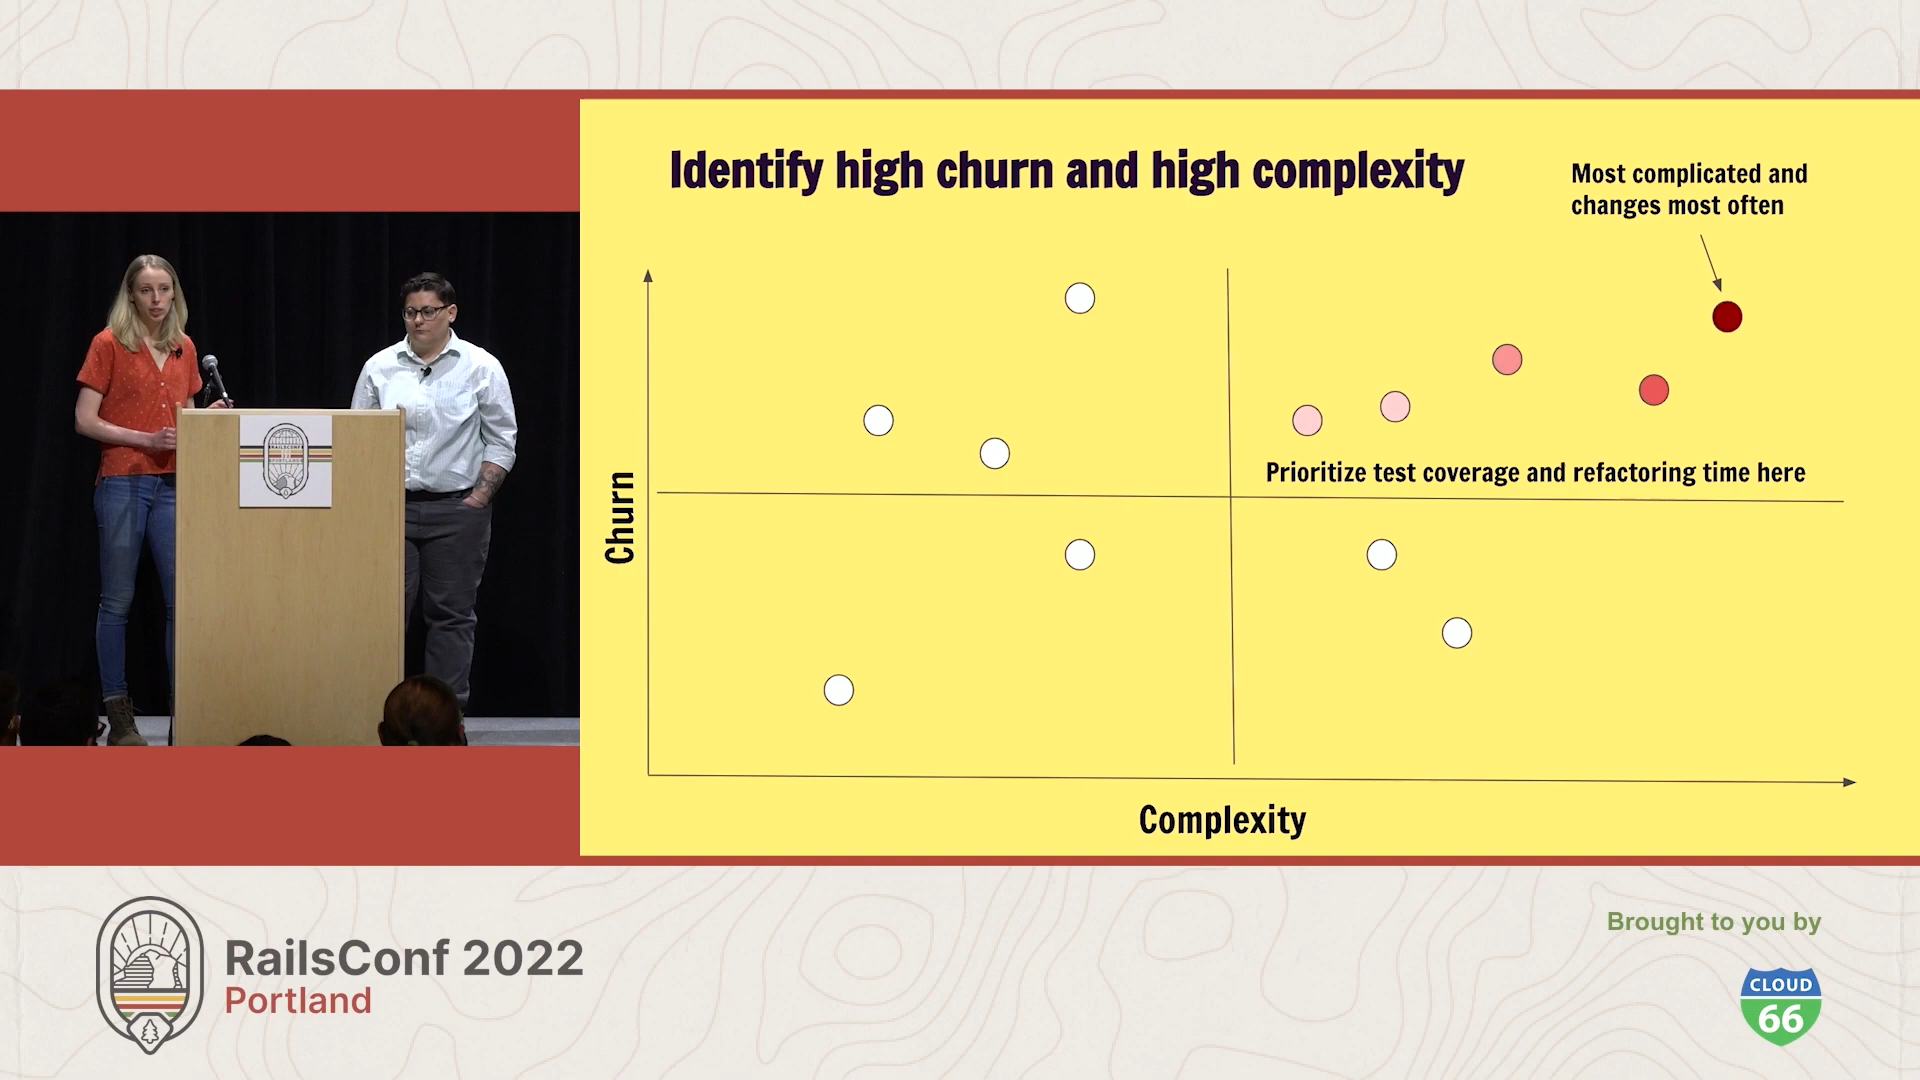 Identify high churn and high complexity
Most complicated and
changes most often
Prioritize test coverage and refactoring time here
Churn
Complexity
RAILSCONF
RailsConf 2022
Portland
Brought to you by
CLOUD
66